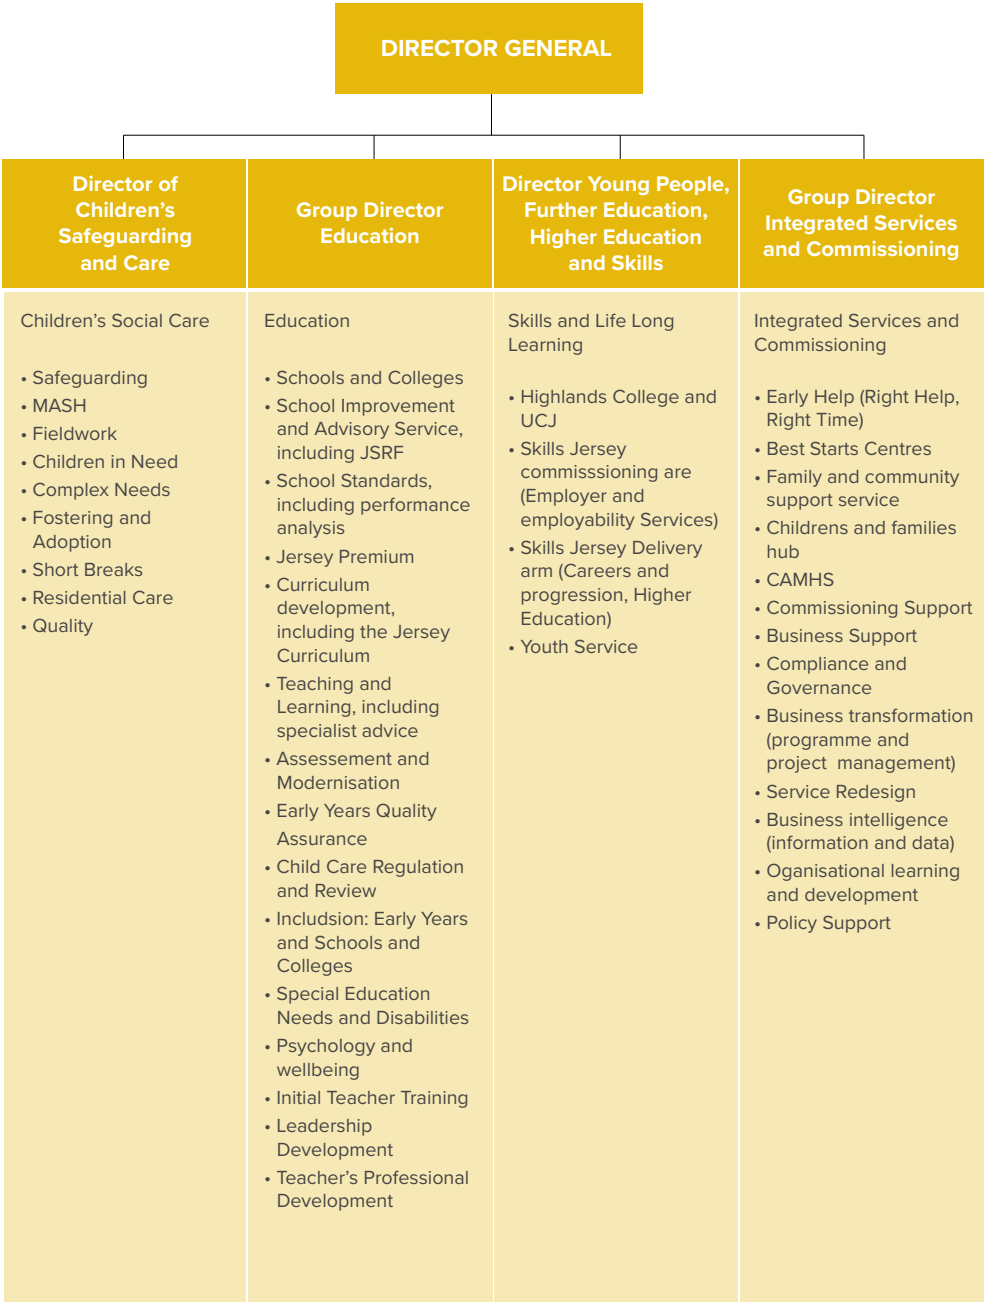 DIRECTOR GENERAL
Director of
Children's
Safeguarding
and Care
Group Director
Education
Director Young People,
Further Education,
Higher Education
and Skills
Group Director
Integrated Services
and Commissioning
Children's Social Care
• Safeguarding
• MASH
• Fieldwork
• Children in Need
• Complex Needs
• Fostering and
Adoption
• Short Breaks
• Residential Care
• Quality
Education
• Schools and Colleges
• School Improvement
and Advisory Service,
including JSRF
• School Standards,
including performance
analysis
• Jersey Premium
• Curriculum
development,
including the Jersey
Curriculum
• Teaching and
Learning, including
specialist advice
• Assessement and
Modernisation
• Early Years Quality
Assurance
• Child Care Regulation
and Review
• Includsion: Early Years
and Schools and
Colleges
• Special Education
Needs and Disabilities
• Psychology and
wellbeing
• Initial Teacher Training
• Leadership
Development
• Teacher's Professional
Development
Skills and Life Long
Learning
• Highlands College and
UCJ
• Skills Jersey
commisssioning are
(Employer and
employability Services)
• Skills Jersey Delivery
arm (Careers and
progression, Higher
Education)
• Youth Service
Integrated Services and
Commissioning
• Early Help (Right Help,
Right Time)
• Best Starts Centres
• Family and community
support service
• Childrens and families
hub
• CAMHS
• Commissioning Support
• Business Support
• Compliance and
Governance
• Business transformation
(programme and
project  management)
• Service Redesign
• Business intelligence
(information and data)
• Oganisational learning
and development
• Policy Support